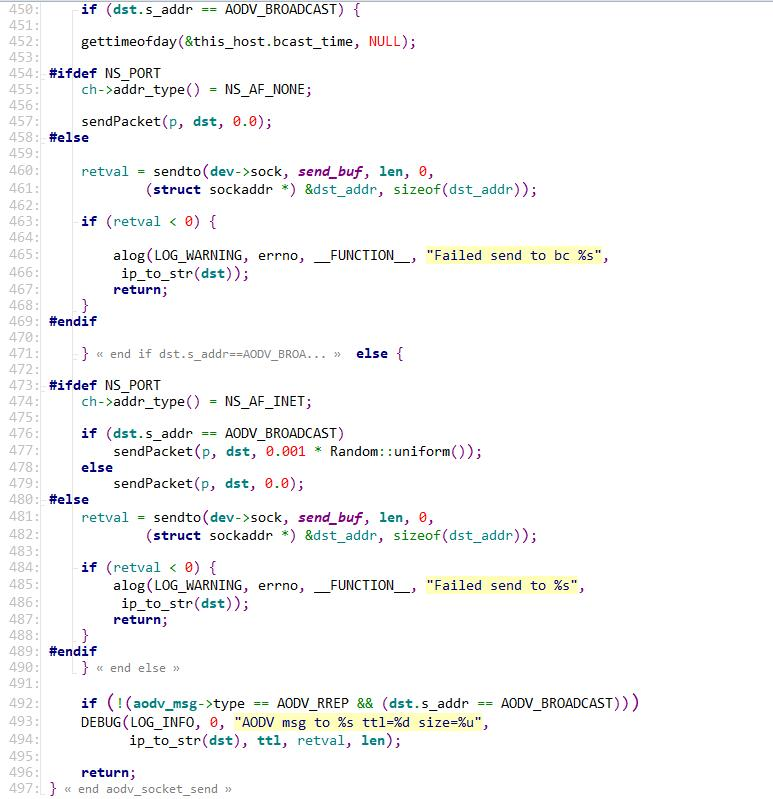 450: if (dst.s_addr == AODV_BROADCAST) {
451:
452: gettimeofday(&this_host.bcast_time, NULL);
453:
454: #ifdef NS_PORT
455: ch->addr_type() = NS_AF_NONE;
456:
457: sendPacket(p, dst, 0.0);
458: #else
459:
460: retval = sendto(dev->sock, send_buf, len, 0,
461: (struct sockaddr *) &dst_addr, sizeof(dst_addr));
462:
463: if (retval < 0) {
464:
465: alog(LOG_WARNING, errno, __FUNCTION__, "Failed send to bc %s",
466: ip_to_str(dst));
467: return;
468: }
469: #endif
470:
471: } « end if dst.s_addr==AODV_BROA... » else {
472:
473: #ifdef NS_PORT
474: ch->addr_type() = NS_AF_INET;
475:
476: if (dst.s_addr == AODV_BROADCAST)
477: sendPacket(p, dst, 0.001 * Random::uniform());
478: else
479: sendPacket(p, dst, 0.0);
480: #else
481: retval = sendto(dev->sock, send_buf, len, 0,
482: (struct sockaddr *) &dst_addr, sizeof(dst_addr));
483:
484: if (retval < 0) {
485: alog(LOG_WARNING, errno, __FUNCTION__, "Failed send to %s",
486: ip_to_str(dst));
487: return;
488: }
489: #endif
490: } « end else »
491:
492: if (!(aodv_msg->type == AODV_RREP && (dst.s_addr == AODV_BROADCAST)))
493: DEBUG(LOG_INFO, 0, "AODV msg to %s ttl=%d size=%u",
494: ip_to_str(dst), ttl, retval, len);
495:
496: return;
497: } « end aodv_socket_send »